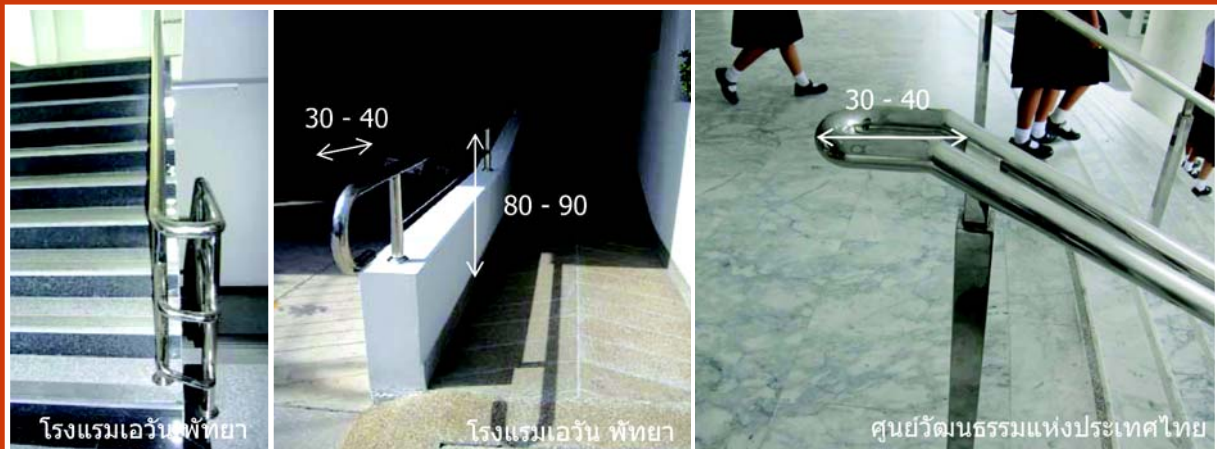 โรงแรมเอวัน พัทยา
30 - 40
80 - 90
โรงแรมเอวัน พัทยา
30 - 40
ศูนย์วัฒนธรรมแห่งประเทศไทย